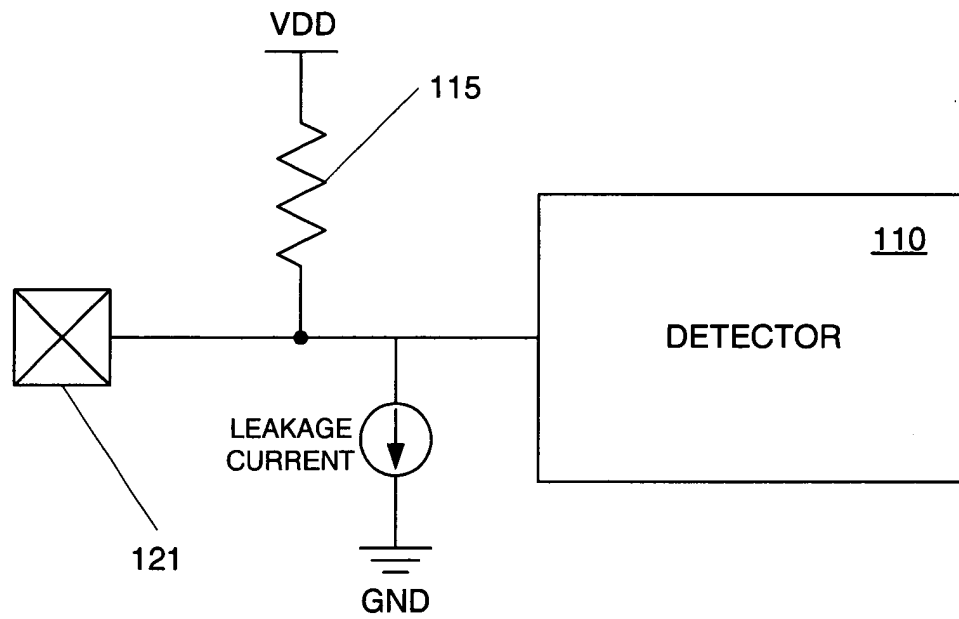 VDD
115
110
DETECTOR
LEAKAGE
CURRENT
121
GND